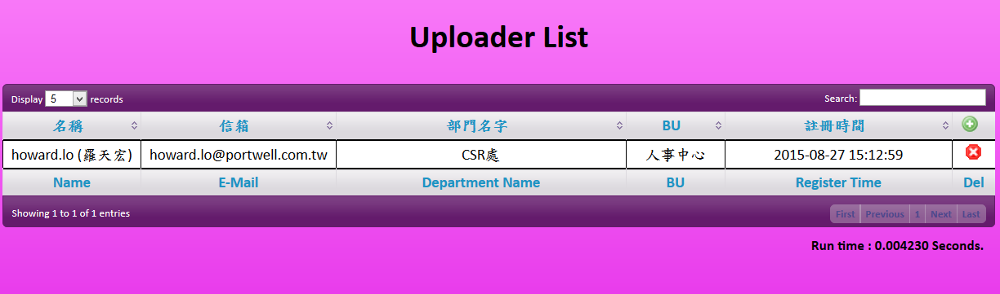 Uploader List
Display 5 records Search:
名稱 信箱 部門名字 BU 註冊時間
howard.lo (羅天宏) howard.lo@portwell.com.tw CSR處 人事中心 2015-08-27 15:12:59
Name E-Mail Department Name BU Register Time Del
Showing 1 to 1 of 1 entries First Previous 1 Next Last
Run time : 0.004230 Seconds.